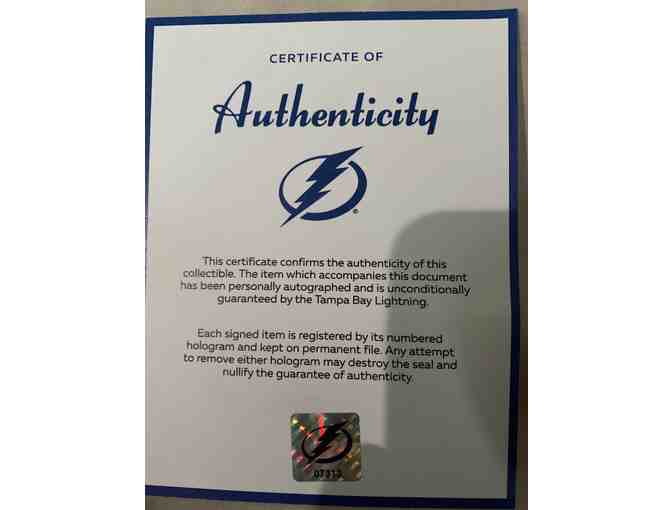 CERTIFICATE OF
Authenticity
®
This certificate confirms the authenticity of this
collectible. The item which accompanies this document
has been personally autographed and is unconditionally
guaranteed by the Tampa Bay Lightning.
Each signed item is registered by its numbered
hologram and kept on permanent file. Any attempt
to remove either hologram may destroy the seal and
nullify the guarantee of authenticity.
07313